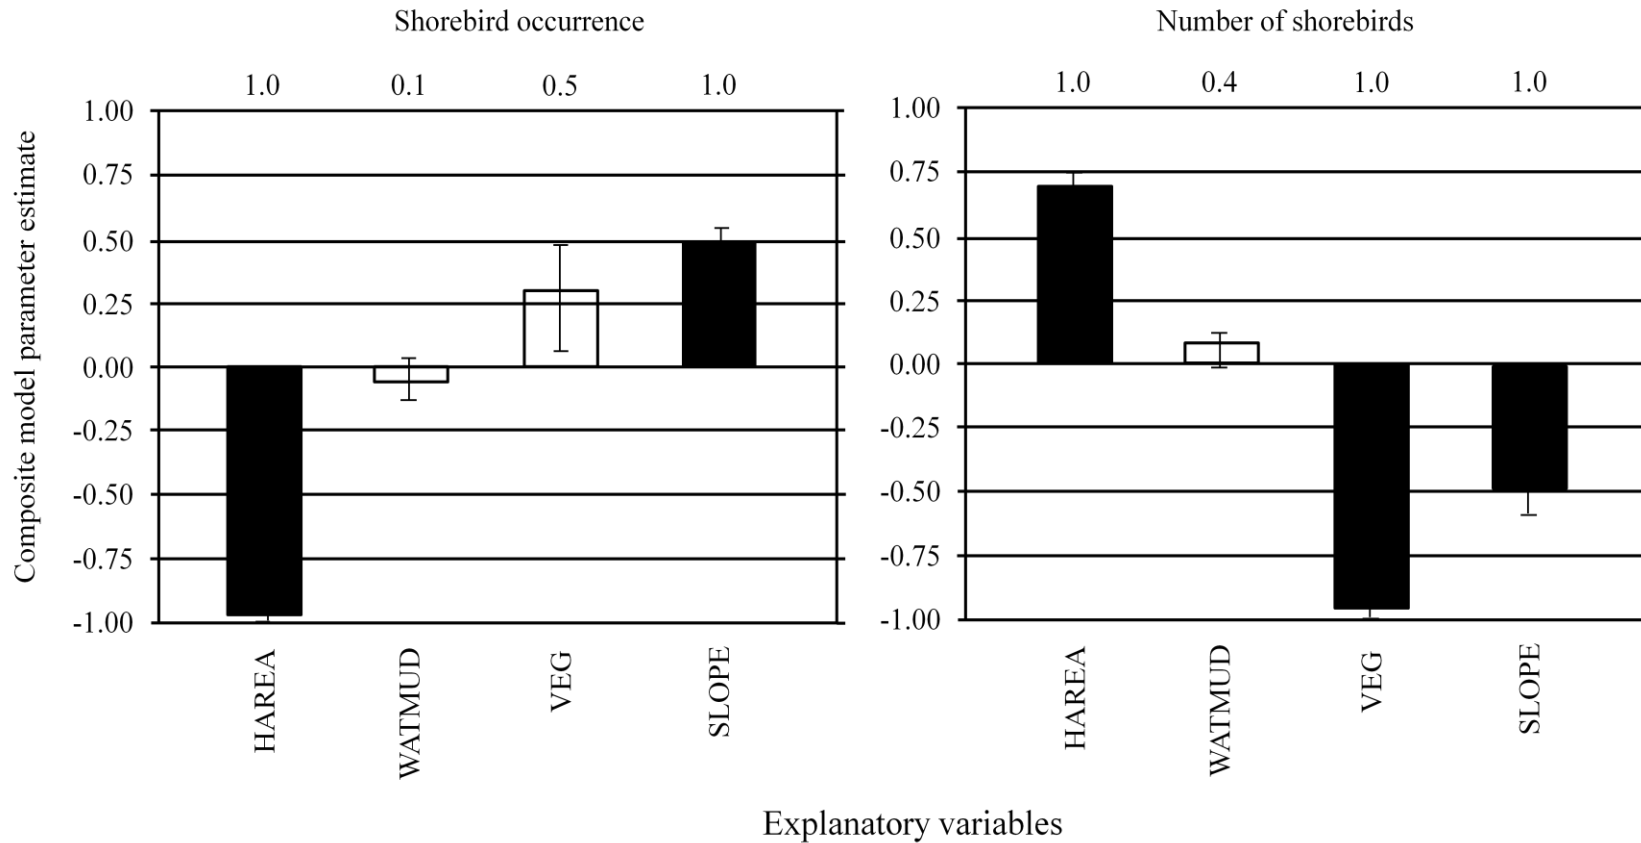 Shorebird occurrence
1.0 0.1 0.5 1.0
1.00
0.75
0.50
0.25
0.00
-0.25
-0.50
-0.75
-1.00
Composite model parameter estimate
HAREA
WATMUD
VEG
SLOPE
Number of shorebirds
1.0 0.4 1.0 1.0
1.00
0.75
0.50
0.25
0.00
-0.25
-0.50
-0.75
-1.00
HAREA
WATMUD
VEG
SLOPE
Explanatory variables